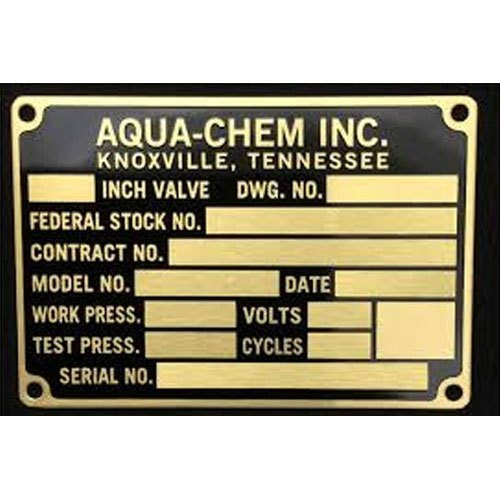 AQUA-CHEM INC.
KNOXVILLE, TENNESSEE
INCH VALVE DWG. NO.
FEDERAL STOCK NO.
CONTRACT NO.
MODEL NO. DATE
WORK PRESS. VOLTS
TEST PRESS. CYCLES
SERIAL NO.